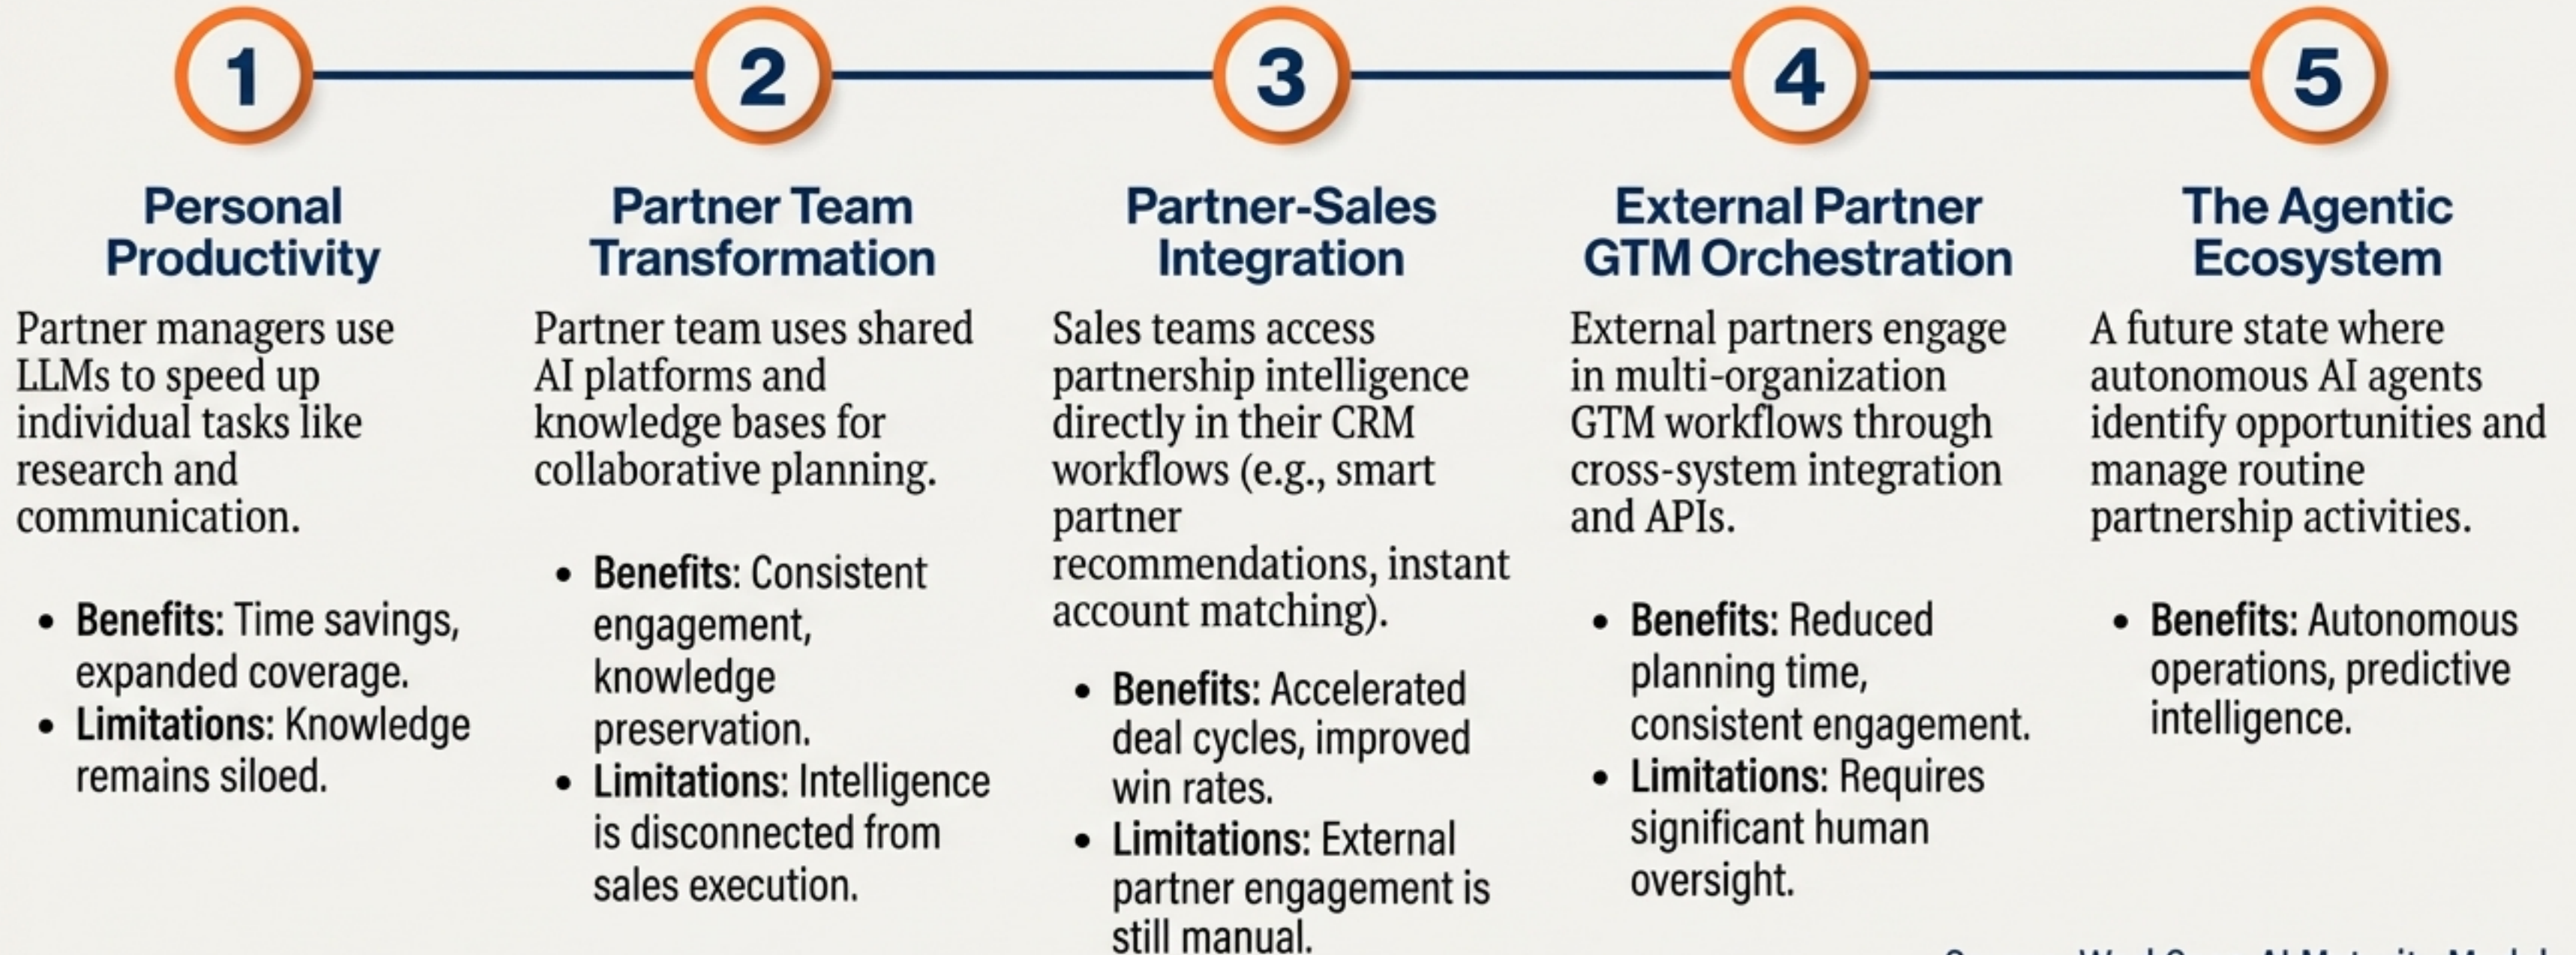 1
2
3
4
5
Personal
Productivity
Partner managers use
LLMs to speed up
individual tasks like
research and
communication.
• Benefits: Time savings,
expanded coverage.
• Limitations: Knowledge
remains siloed.
Partner Team
Transformation
Partner team uses shared
AI platforms and
knowledge bases for
collaborative planning.
• Benefits: Consistent
engagement,
knowledge
preservation.
• Limitations: Intelligence
is disconnected from
sales execution.
Partner-Sales
Integration
Sales teams access
partnership intelligence
directly in their CRM
workflows (e.g., smart
partner
recommendations, instant
account matching).
• Benefits: Accelerated
deal cycles, improved
win rates.
• Limitations: External
partner engagement is
still manual.
External Partner
GTM Orchestration
External partners engage
in multi-organization
GTM workflows through
cross-system integration
and APIs.
• Benefits: Reduced
planning time,
consistent engagement.
• Limitations: Requires
significant human
oversight.
The Agentic
Ecosystem
A future state where
autonomous AI agents
identify opportunities and
manage routine
partnership activities.
• Benefits: Autonomous
operations, predictive
intelligence.
AI Maturity Model